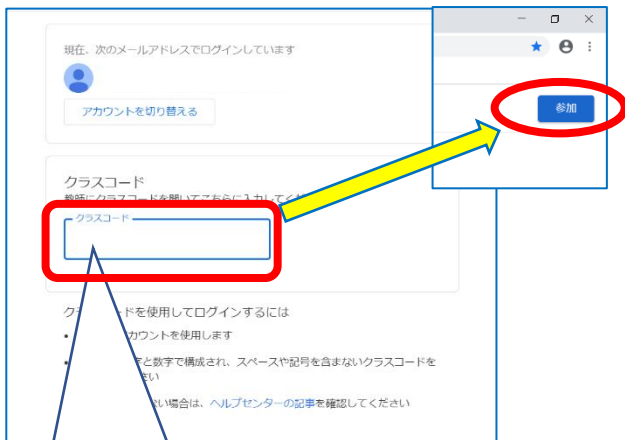 現在、次のメールアドレスでログインしています
アカウントを切り替える
参加
クラスコード
教師にクラスコードを聞いてこちらに入力してく
クラスコード
ドを使用してログインするには
カウントを使用します
と数字で構成され、スペースや記号を含まないクラスコードを
さい
ない場合は、ヘルプセンターの記事を確認してください